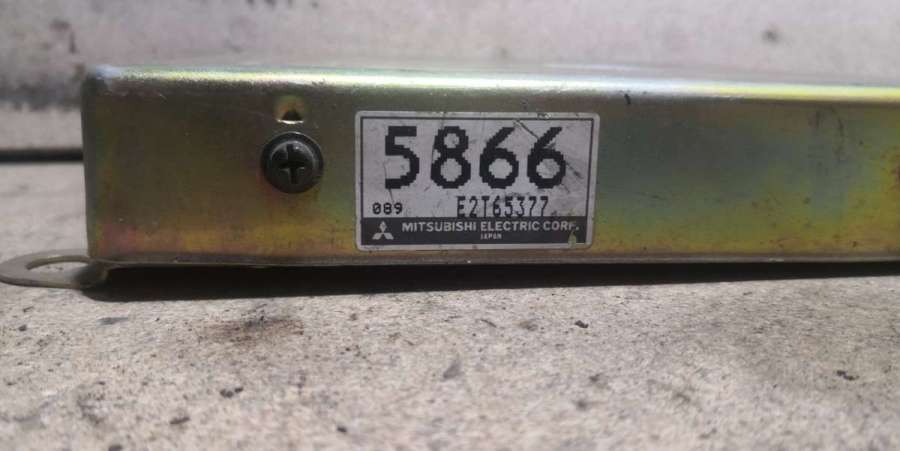 5866
089 E2T65377
MITSUBISHI ELECTRIC CORP.
JAPAN